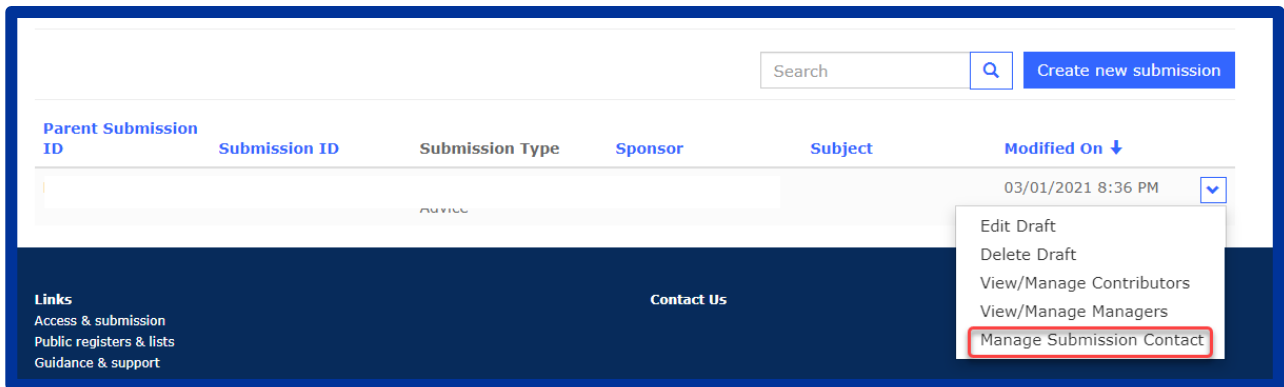 Search
Create new submission
Parent Submission
ID
Submission ID
Submission Type
Sponsor
Subject
Modified On
03/01/2021 8:36 PM
Advice
Edit Draft
Delete Draft
View/Manage Contributors
View/Manage Managers
Manage Submission Contact
Links
Access & submission
Public registers & lists
Guidance & support
Contact Us